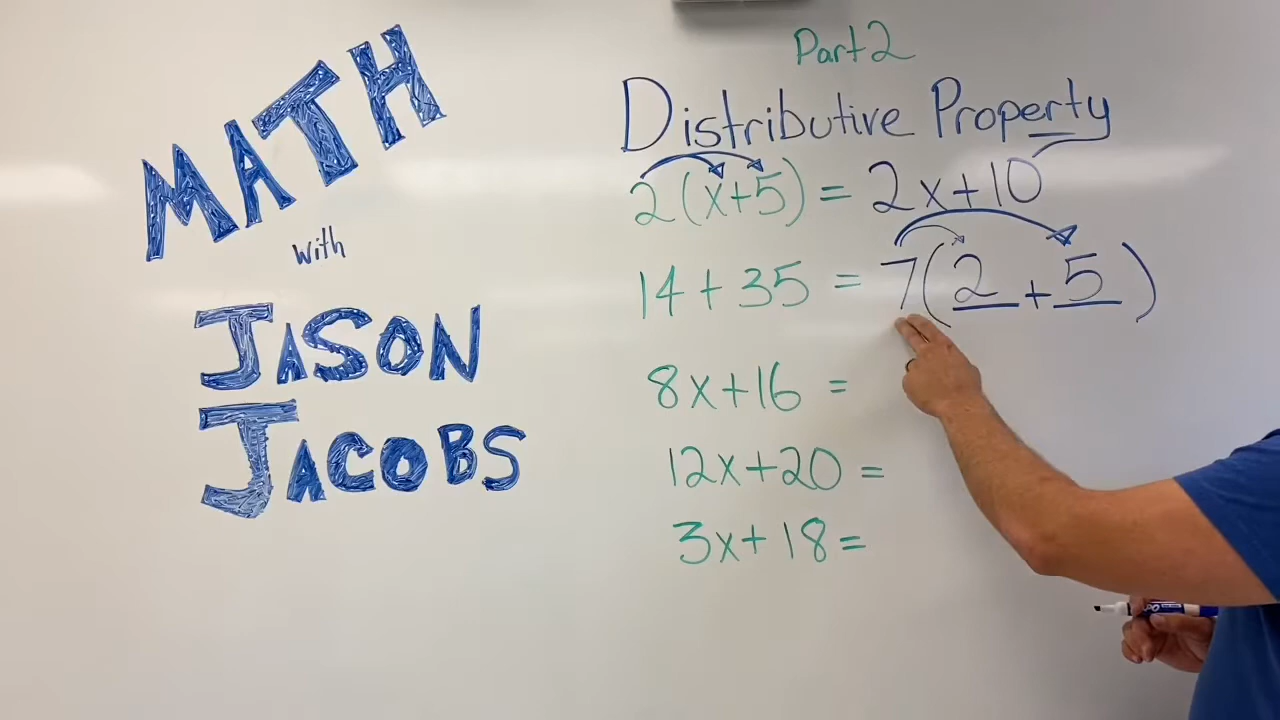 MATH
with
JASON
JACOBS
Part 2
Distributive Property
2(x+5) = 2x+10
14+35 = 7(2+5)
8x+16 =
12x+20 =
3x+18=